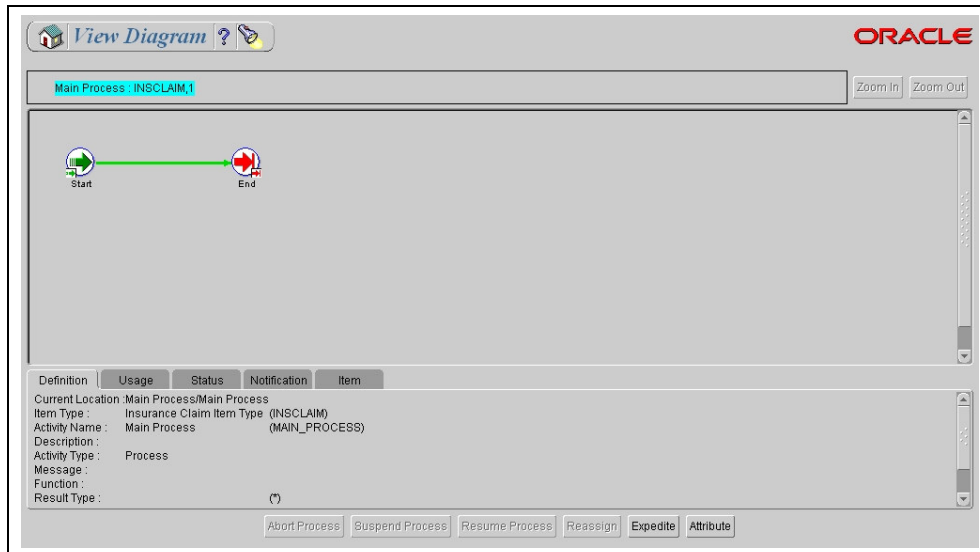 View Diagram ?
ORACLE
Main Process : INSCLAIM,1
Zoom In Zoom Out
Start End
Definition Usage Status Notification Item
Current Location :Main Process/Main Process
Item Type : Insurance Claim Item Type (INSCLAIM)
Activity Name : Main Process (MAIN_PROCESS)
Description :
Activity Type : Process
Message :
Function :
Result Type : (*)
Abort Process Suspend Process Resume Process Reassign Expedite Attribute